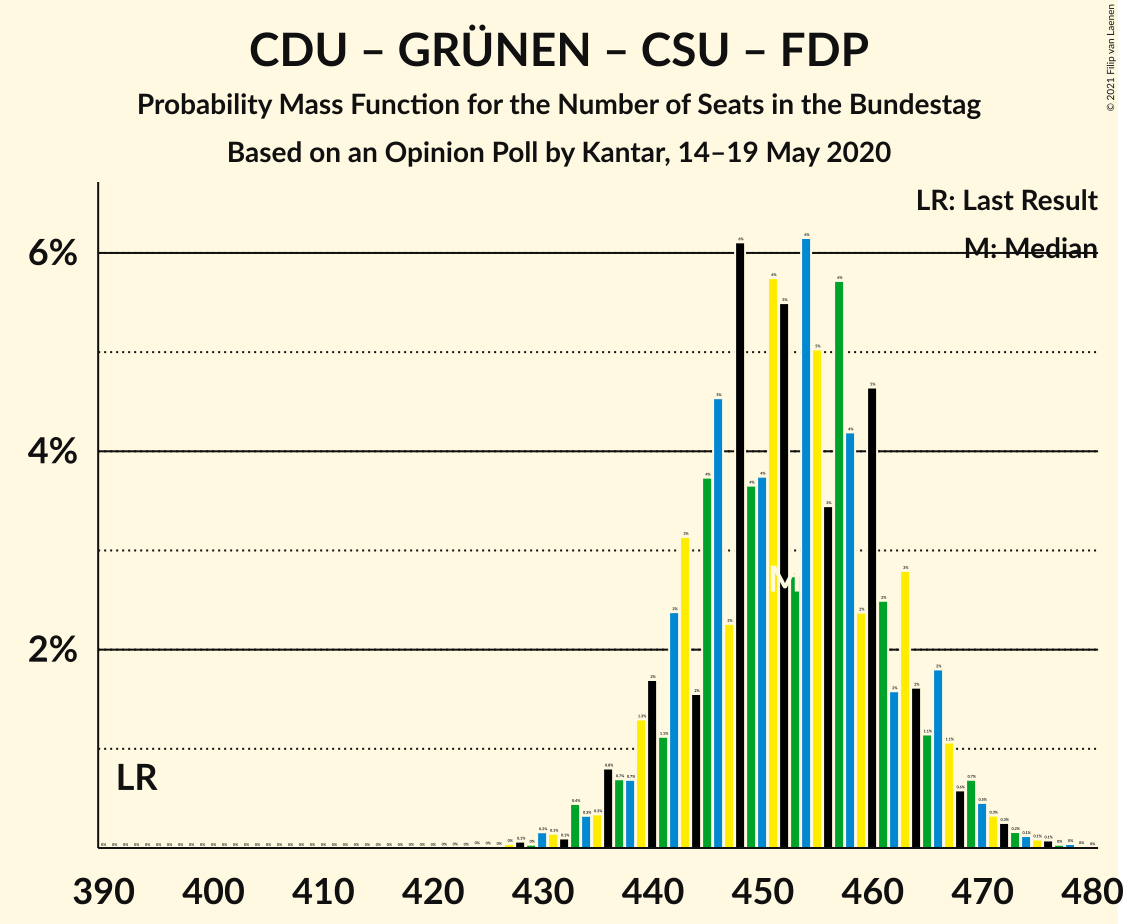 CDU – GRÜNEN – CSU – FDP
Probability Mass Function for the Number of Seats in the Bundestag
Based on an Opinion Poll by Kantar, 14–19 May 2020
© 2021 Filip van Laenen
LR: Last Result
M: Median
6%
4%
2%
LR
M
390 400 410 420 430 440 450 460 470 480